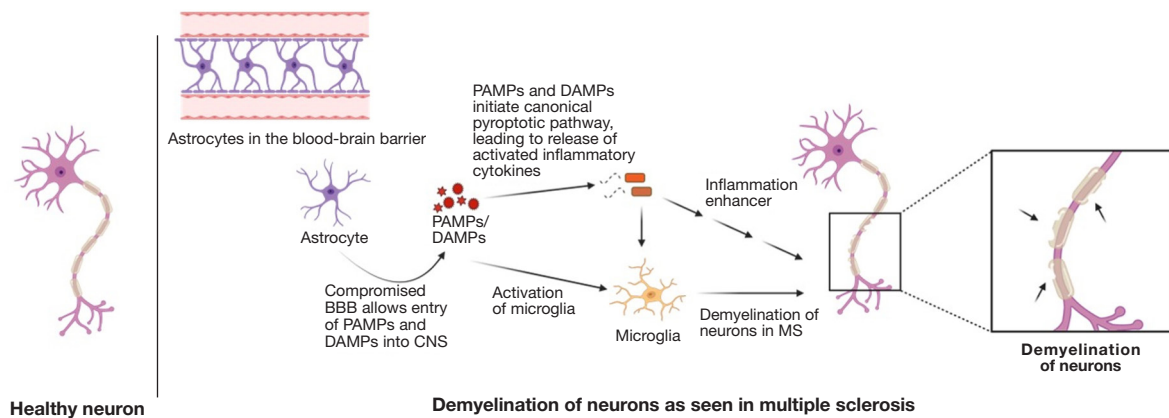 Astrocytes in the blood-brain barrier
PAMPs and DAMPs
initiate canonical
pyroptotic pathway,
leading to release of
activated inflammatory
cytokines
Astrocyte
PAMPs/
DAMPs
Inflammation
enhancer
Compromised
BBB allows entry
of PAMPs and
DAMPs into CNS
Activation
of microglia
Microglia
Demyelination of
neurons in MS
Demyelination
of neurons
Healthy neuron
Demyelination of neurons as seen in multiple sclerosis